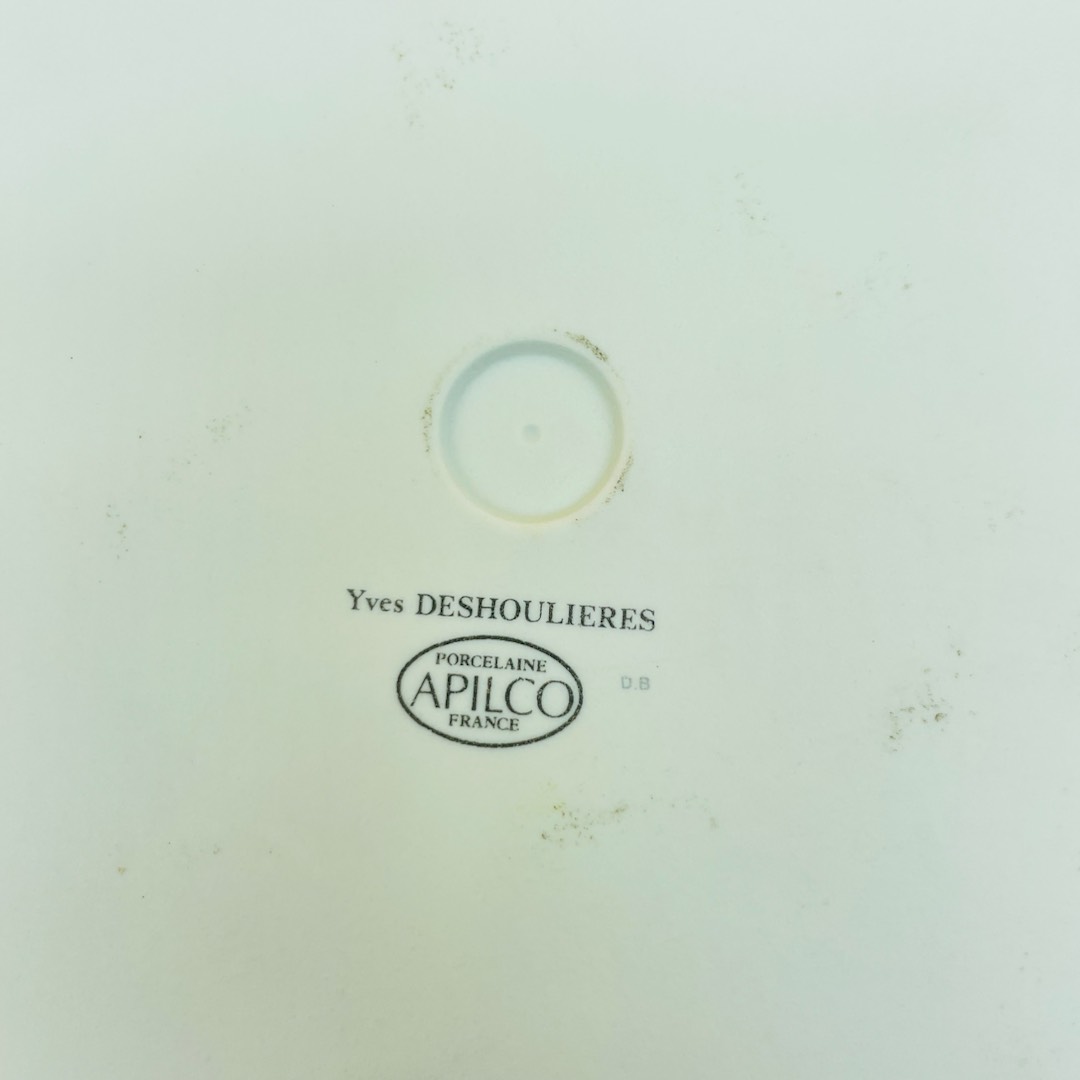 Yves DESHOULIERES
PORCELAINE
APILCO
FRANCE
D.B